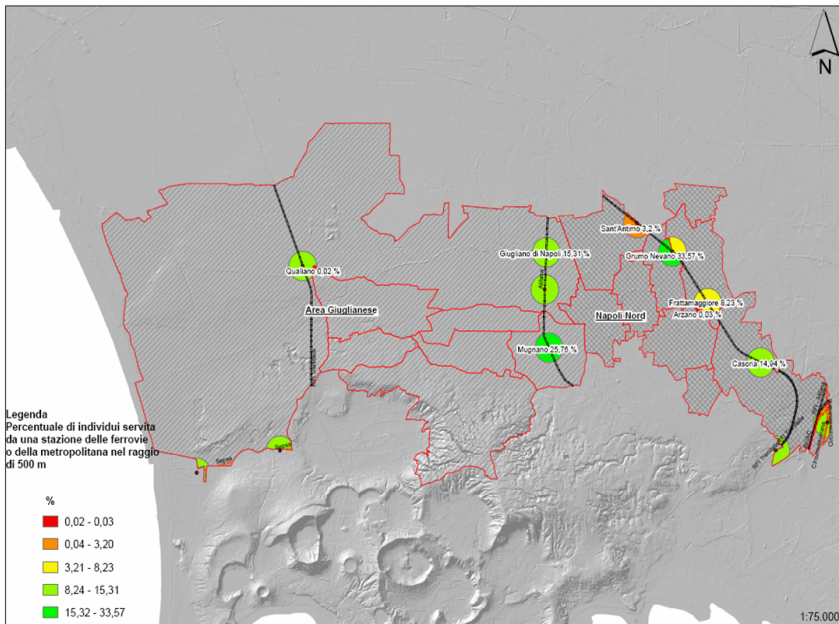 N
Sant'Antimo 3,2 %
Giugliano di Napoli 15,31 %
Grumo Nevano 33,57 %
Qualiano 0,02 %
Area Giuglianese
Napoli Nord
Frattamaggiore 8,23 %
Arzano 0,03 %
Mugnano 25,76 %
Casoria 14,94 %
Legenda
Percentuale di individui servita
da una stazione delle ferrovie
o della metropolitana nel raggio
di 500 m
Sepsa
Sepsa
%
0,02 - 0,03
0,04 - 3,20
3,21 - 8,23
8,24 - 15,31
15,32 - 33,57
1:75.000